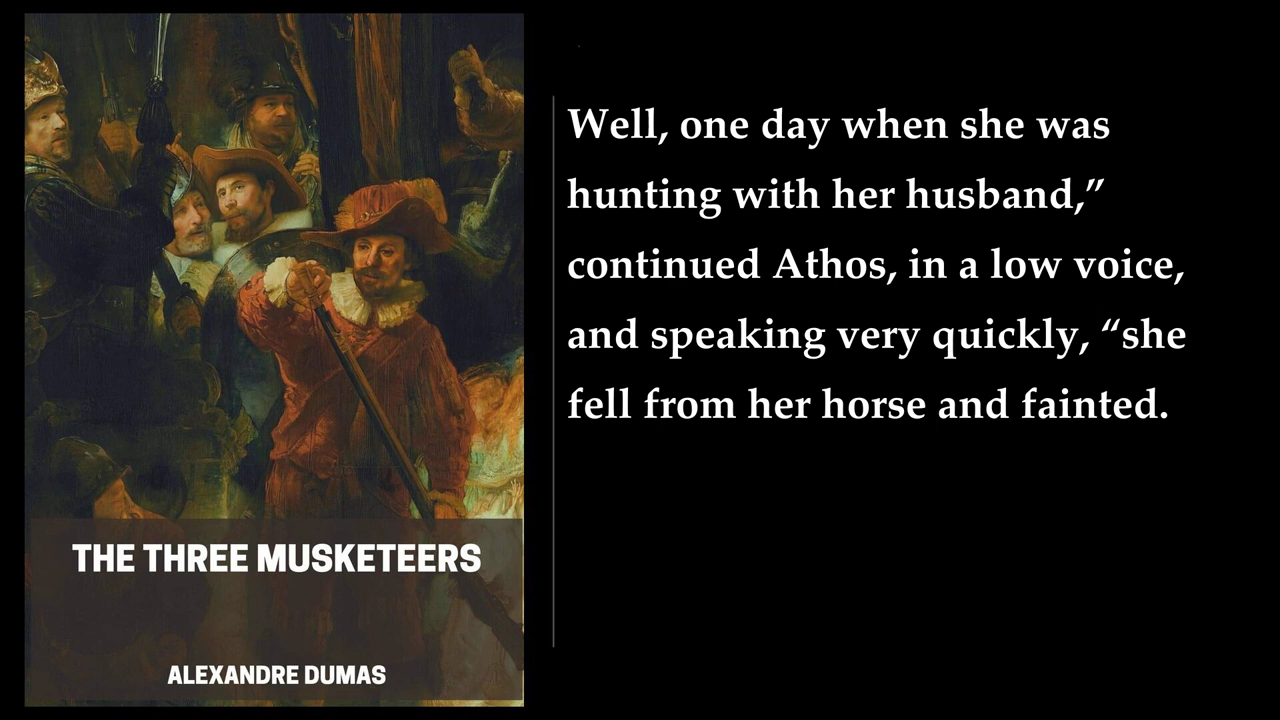 THE THREE MUSKETEERS
ALEXANDRE DUMAS
Well, one day when she was
hunting with her husband,”
continued Athos, in a low voice,
and speaking very quickly, “she
fell from her horse and fainted.